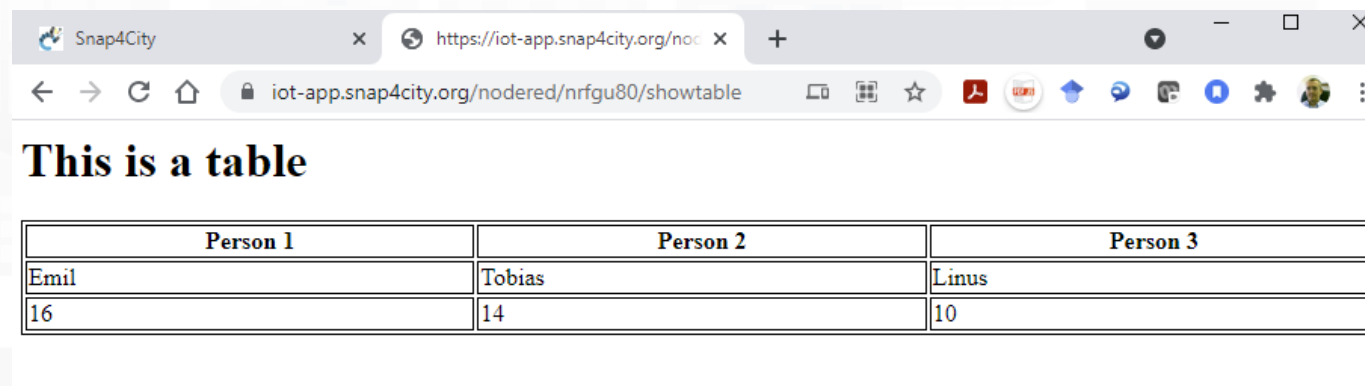 Snap4City
https://iot-app.snap4city.org/nod
iot-app.snap4city.org/nodered/nrfgu80/showtable
This is a table
Person 1 Person 2 Person 3
Emil Tobias Linus
16 14 10